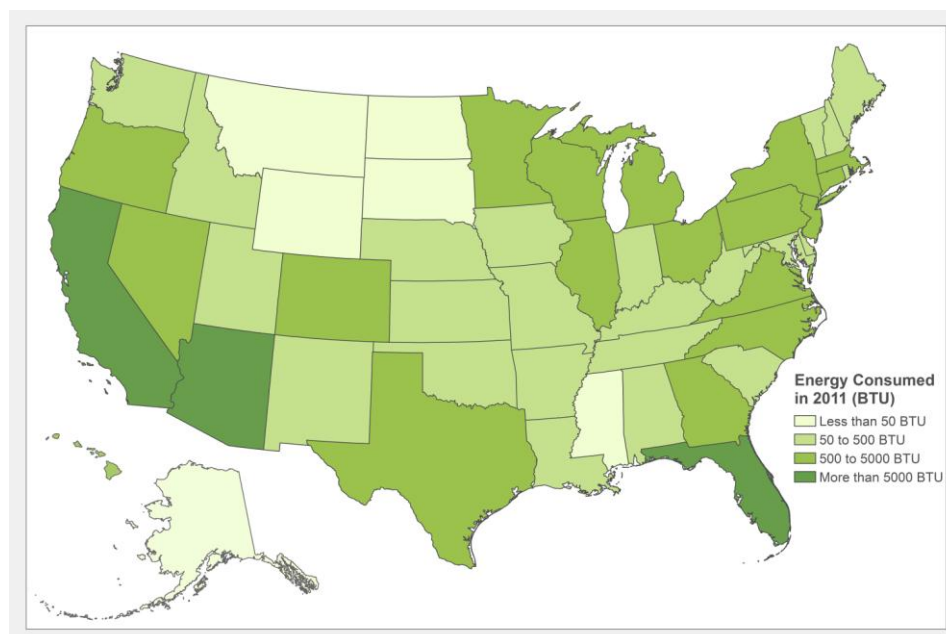 Energy Consumed
in 2011 (BTU)
Less than 50 BTU
50 to 500 BTU
500 to 5000 BTU
More than 5000 BTU